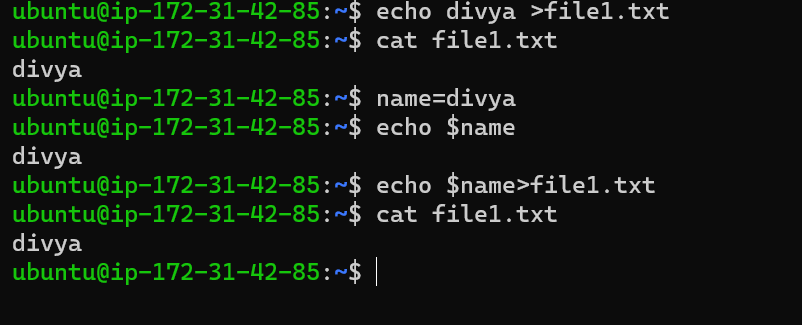 ubuntu@ip-172-31-42-85:~$ echo divya >file1.txt
ubuntu@ip-172-31-42-85:~$ cat file1.txt
divya
ubuntu@ip-172-31-42-85:~$ name=divya
ubuntu@ip-172-31-42-85:~$ echo $name
divya
ubuntu@ip-172-31-42-85:~$ echo $name>file1.txt
ubuntu@ip-172-31-42-85:~$ cat file1.txt
divya
ubuntu@ip-172-31-42-85:~$